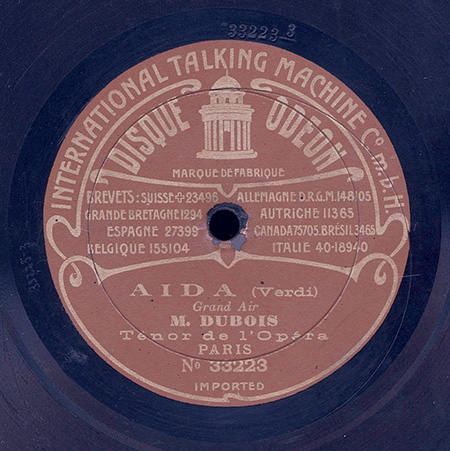 33223 3
INTERNATIONAL TALKING MACHINE Co. m. b. H.
DISQUE ODEON
MARQUE DE FABRIQUE
BREVETS: SUISSE ✚ 23496 ALLEMAGNE D.R.G.M. 148105
GRANDE BRETAGNE 1294 AUTRICHE 11365
ESPAGNE 27399 CANADA 75705. BRÉSIL 3465
BELGIQUE 155104 ITALIE 40-18940
AIDA (Verdi)
Grand Air
M. DUBOIS
Ténor de l'Opéra
PARIS
No 33223
IMPORTED